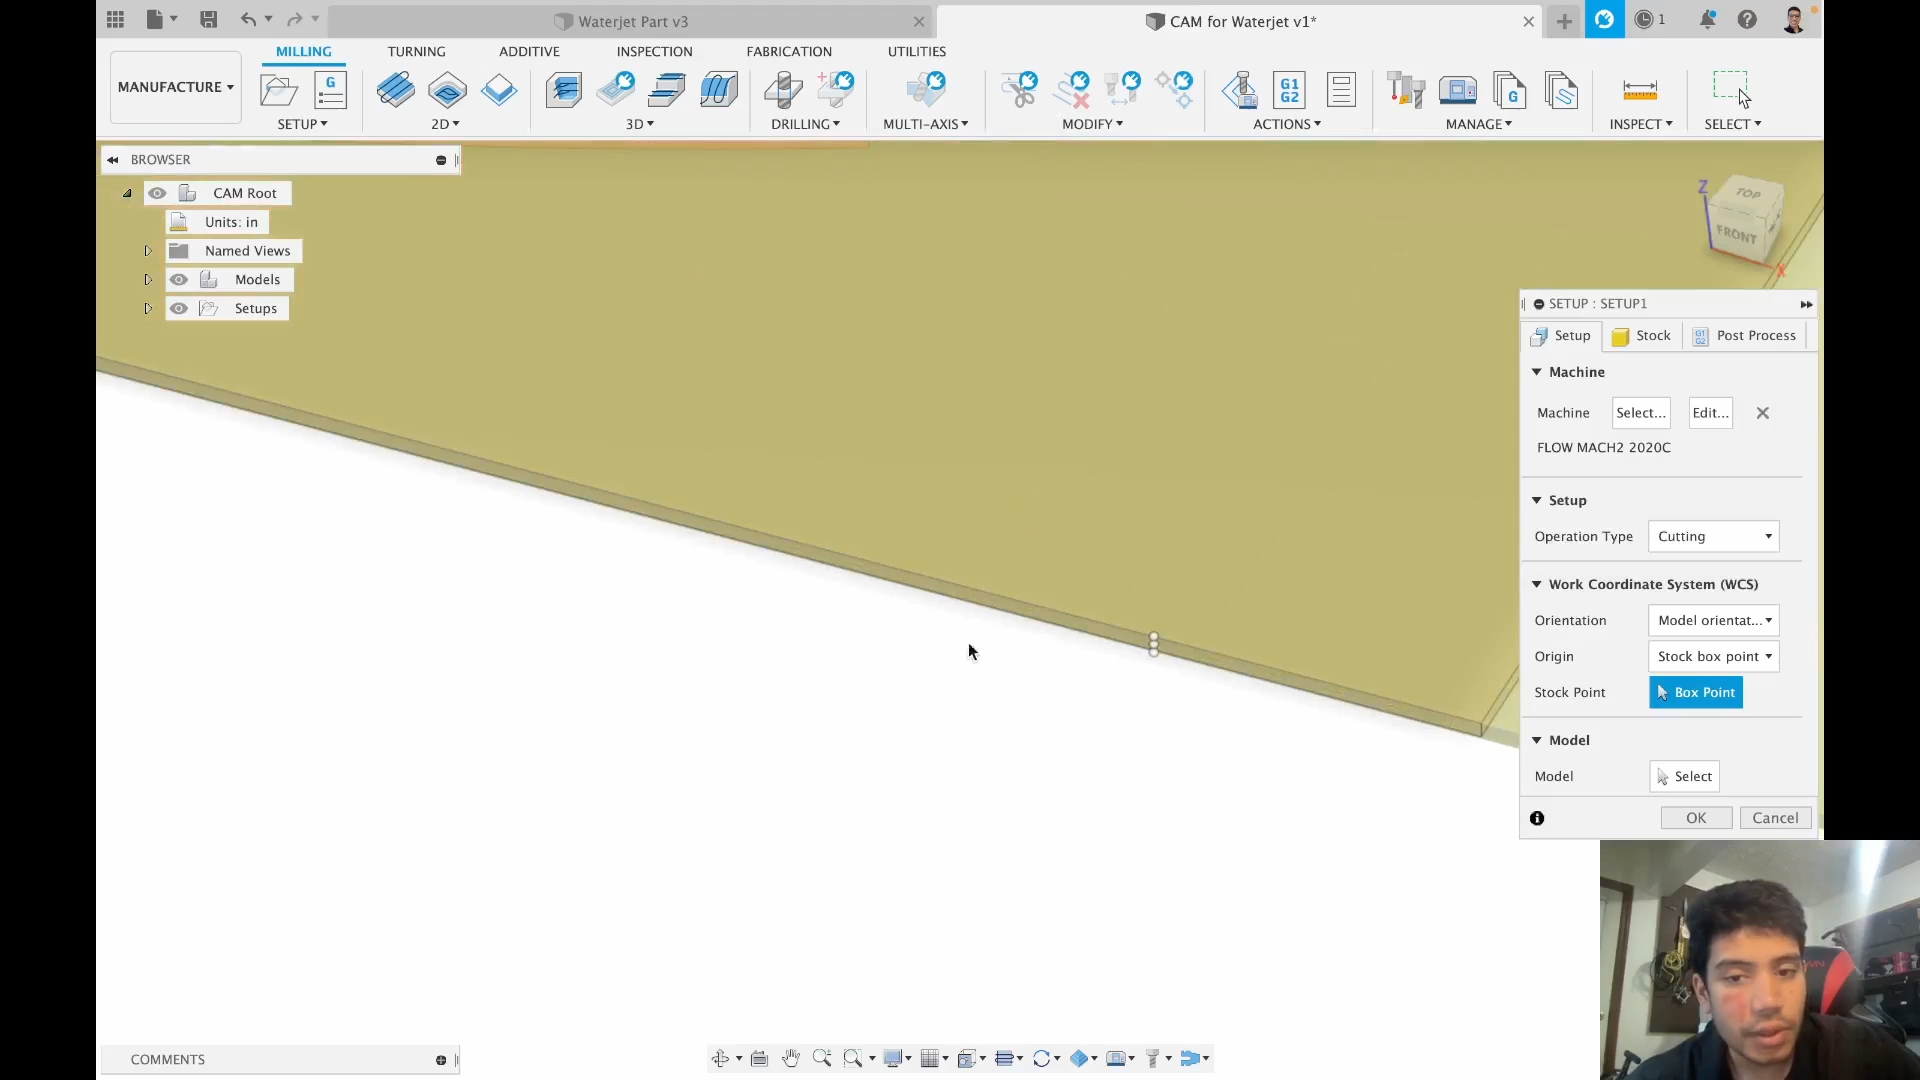 Waterjet Part v3
CAM for Waterjet v1*
1
MANUFACTURE
MILLING
TURNING
ADDITIVE
INSPECTION
FABRICATION
UTILITIES
G
G1
G2
G
SETUP
2D
3D
DRILLING
MULTI-AXIS
MODIFY
ACTIONS
MANAGE
INSPECT
SELECT
BROWSER
CAM Root
Units: in
Named Views
Models
Setups
Z
TOP
FRONT
X
SETUP : SETUP1
Setup
Stock
G1
G2
Post Process
Machine
Machine
Select...
Edit...
FLOW MACH2 2020C
Setup
Operation Type
Cutting
Work Coordinate System (WCS)
Orientation
Model orientat...
Origin
Stock box point
Stock Point
Box Point
Model
Model
Select
OK
Cancel
COMMENTS